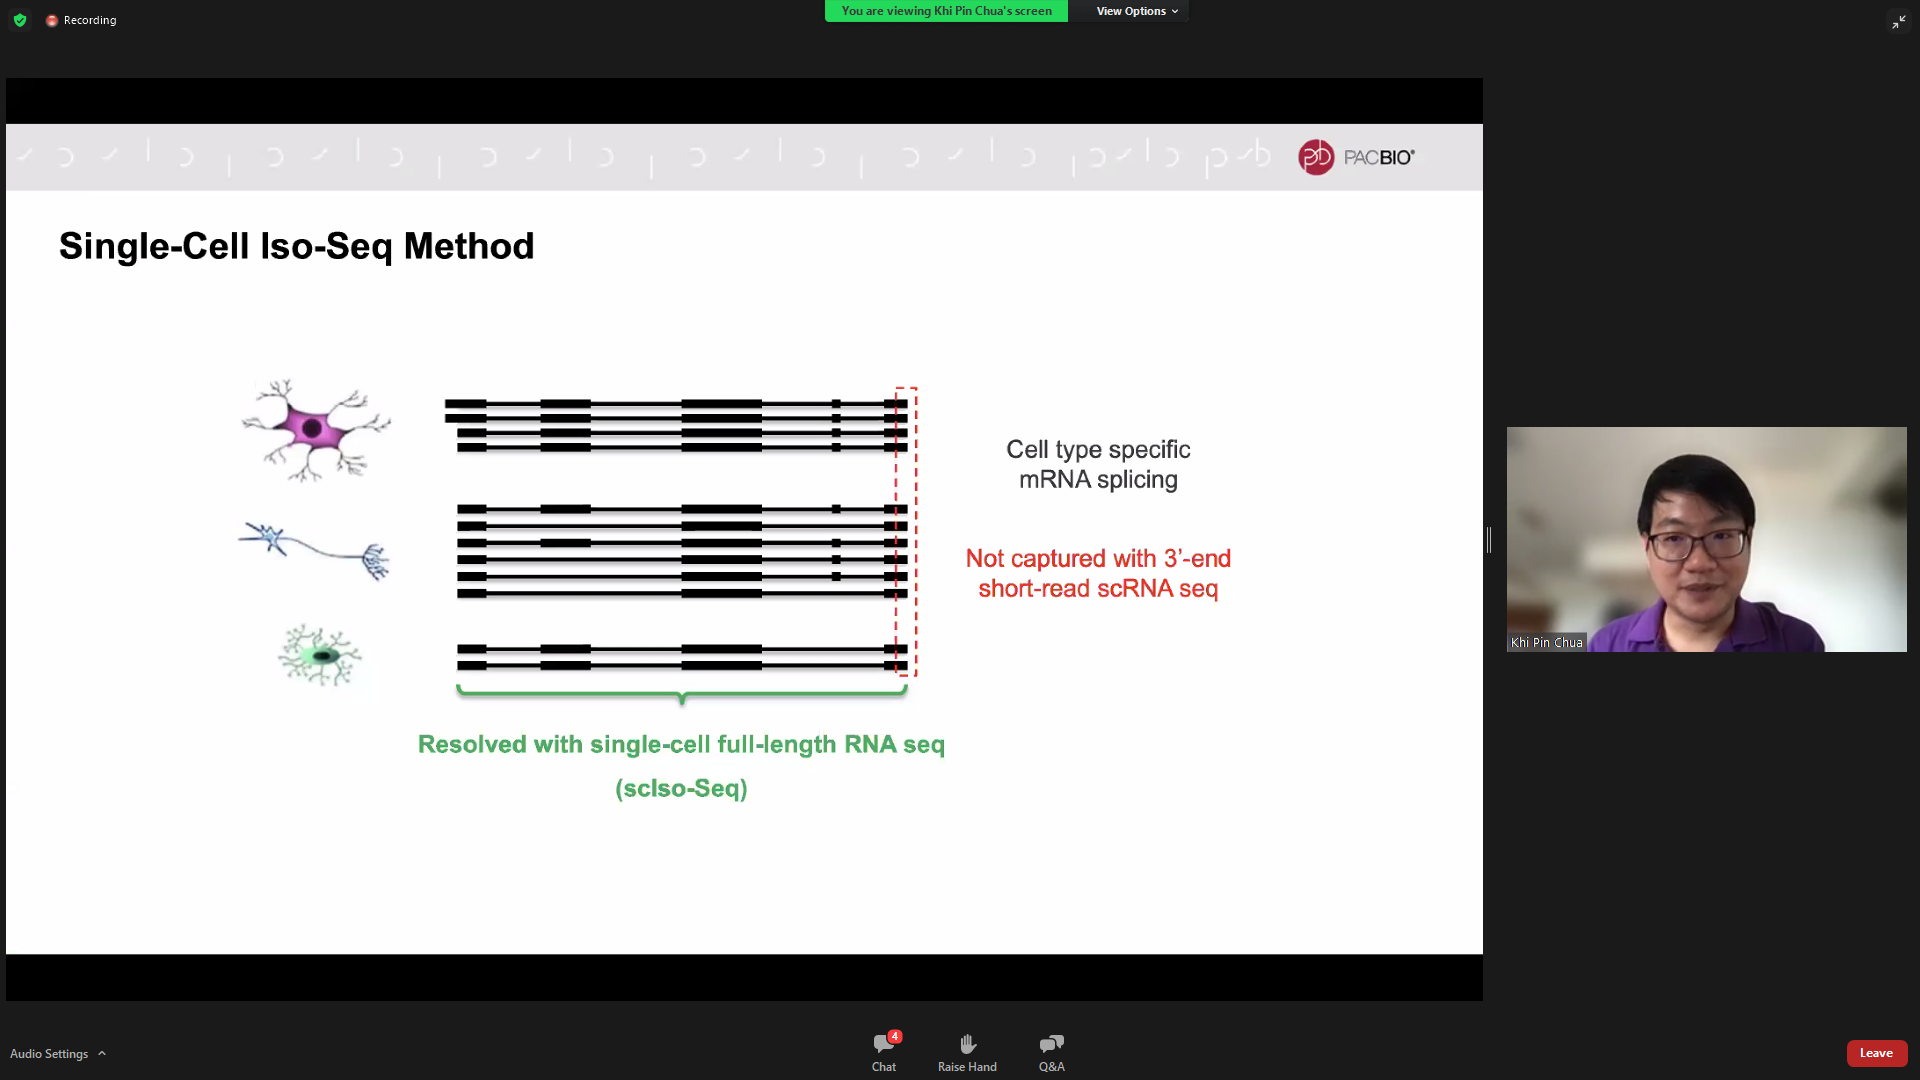 Recording
You are viewing Khi Pin Chua's screen
View Options
PACBIO®
Single-Cell Iso-Seq Method
Cell type specific
mRNA splicing
Not captured with 3’-end
short-read scRNA seq
Resolved with single-cell full-length RNA seq
(scIso-Seq)
Khi Pin Chua
Audio Settings
4
Chat
Raise Hand
Q&A
Leave